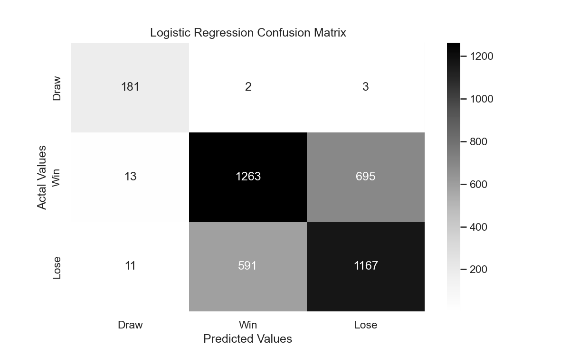 Logistic Regression Confusion Matrix
Actal Values
Draw
181 2 3
Win
13 1263 695
Lose
11 591 1167
Draw Win Lose
Predicted Values
1200
1000
800
600
400
200